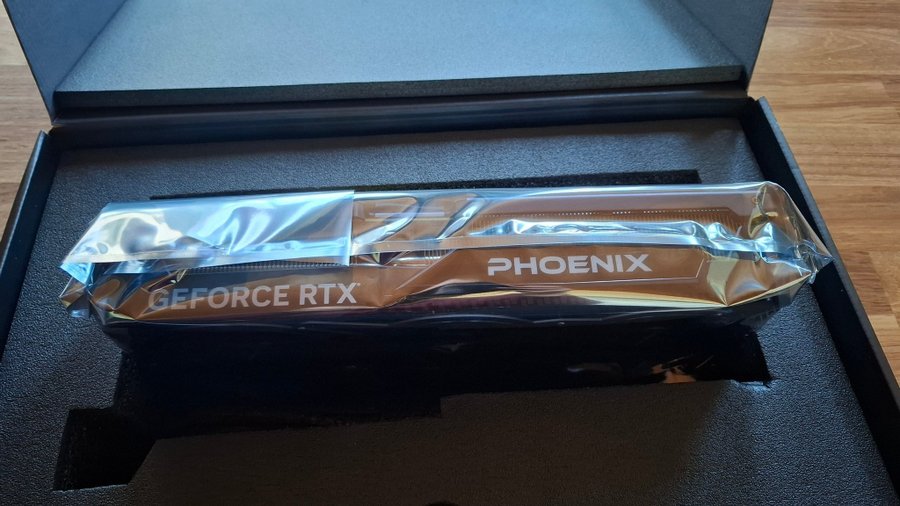 GEFORCE RTX
PHOENIX